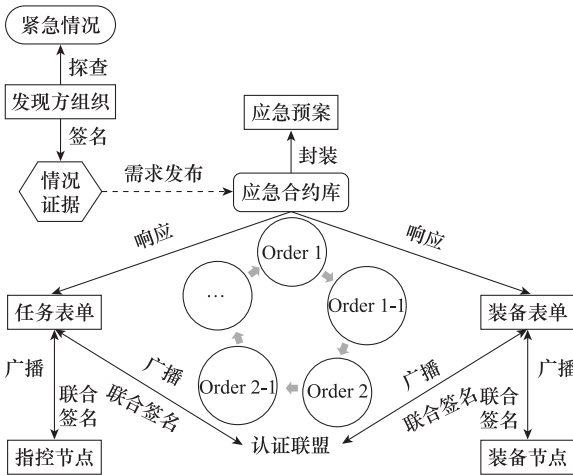 紧急情况
探查
发现方组织
签名
情况
证据
需求发布
应急预案
封装
应急合约库
响应
响应
Order 1
…
Order 1-1
任务表单
装备表单
Order 2-1
Order 2
广播
联合
签名
广播
联合签名
广播
联合签名
联合
签名
广播
指控节点
认证联盟
装备节点